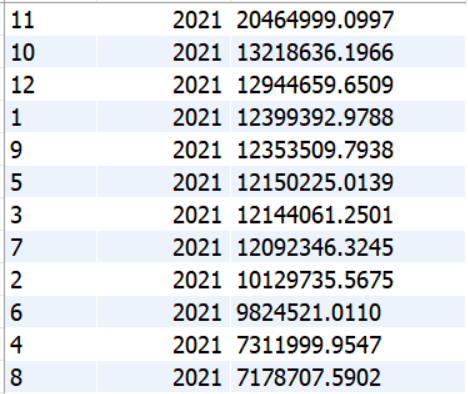 11 2021 20464999.0997
10 2021 13218636.1966
12 2021 12944659.6509
1 2021 12399392.9788
9 2021 12353509.7938
5 2021 12150225.0139
3 2021 12144061.2501
7 2021 12092346.3245
2 2021 10129735.5675
6 2021 9824521.0110
4 2021 7311999.9547
8 2021 7178707.5902